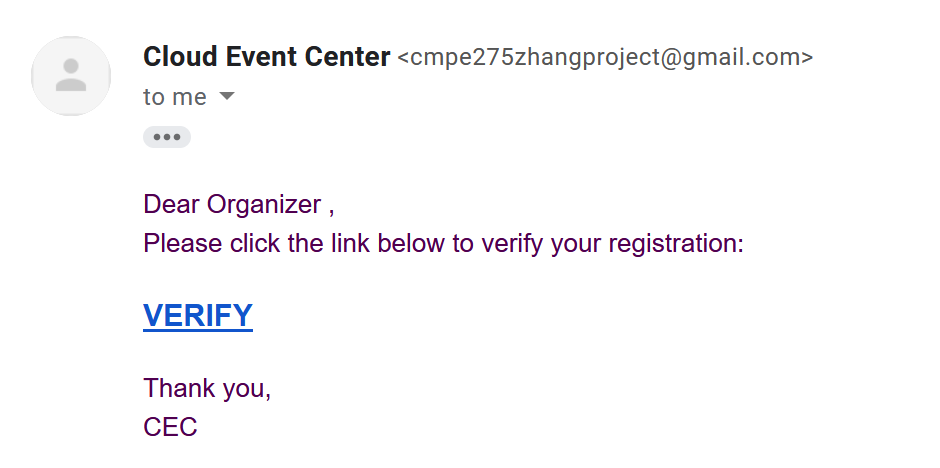 Cloud Event Center <cmpe275zhangproject@gmail.com>
to me
Dear Organizer ,
Please click the link below to verify your registration:
VERIFY
Thank you,
CEC